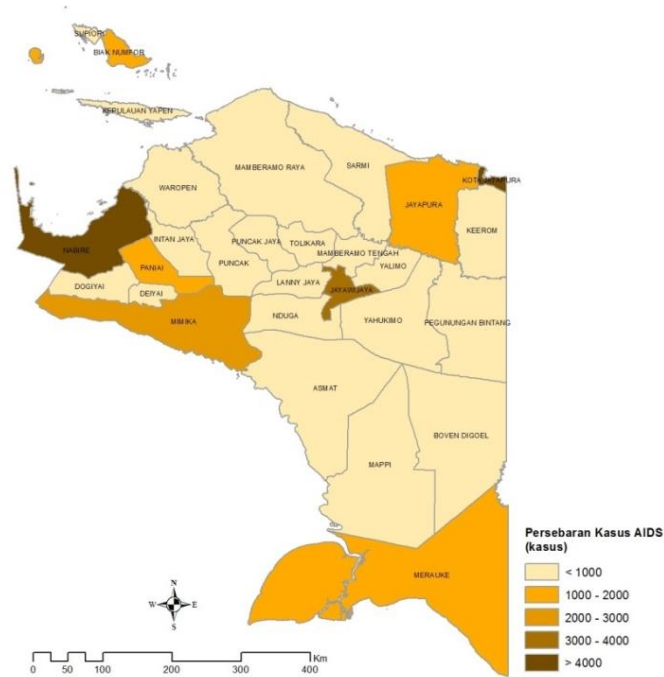 SUPIORI
BIAK NUMFOR
KEPULAUAN YAPEN
MAMBERAMO RAYA
SARMI
WAROPEN
KOTA JAYAPURA
JAYAPURA
KEEROM
NABIRE
INTAN JAYA
PUNCAK JAYA
TOLIKARA
MAMBERAMO TENGAH
YALIMO
PANIAI
PUNCAK
LANNY JAYA
JAYAWIJAYA
DOGIYAI
DEIYAI
MIMIKA
NDUGA
YAHUKIMO
PEGUNUNGAN BINTANG
ASMAT
BOVEN DIGOEL
MAPPI
MERAUKE
Persebaran Kasus AIDS
(kasus)
< 1000
1000 - 2000
2000 - 3000
3000 - 4000
> 4000
N
W E
S
0 50 100 200 300 400
Km